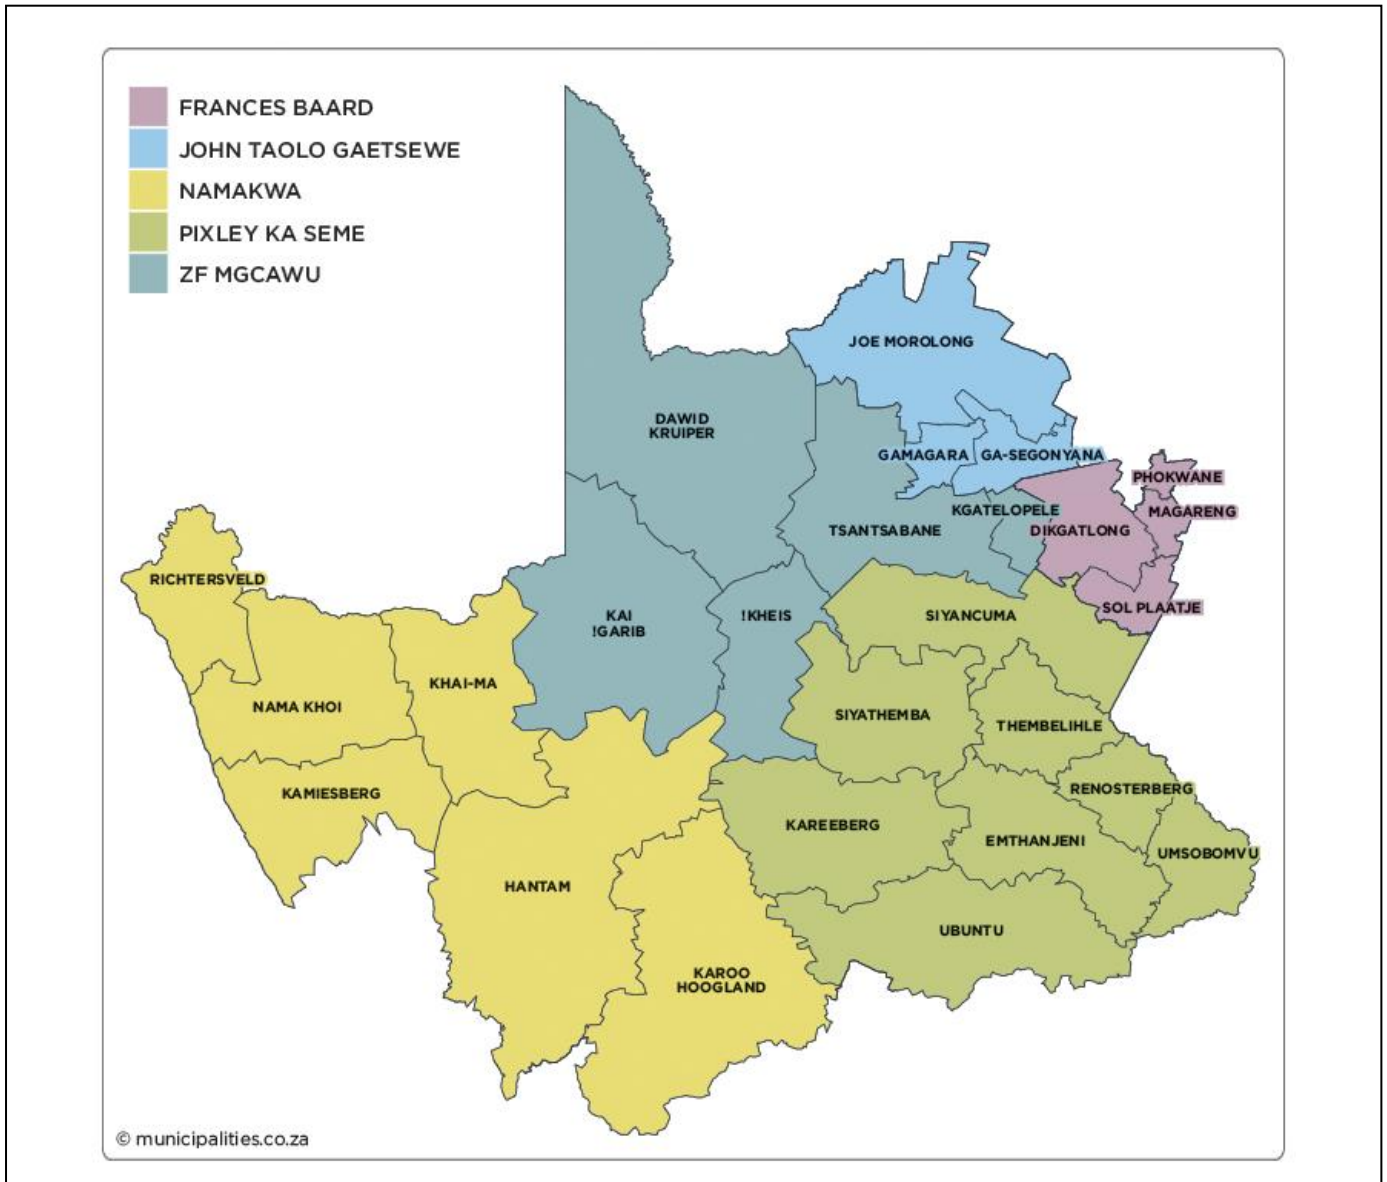 FRANCES BAARD
JOHN TAOLO GAETSEWE
NAMAKWA
PIXLEY KA SEME
ZF MGCAWU
JOE MOROLONG
DAWID
KRUIPER
GAMAGARA
GA-SEGONYANA
PHOKWANE
KGATELOPELE
MAGARENG
TSANTSABANE
DIKGATLONG
RICHTERSVELD
SOL PLAATJE
KAI
!GARIB
!KHEIS
SIYANCUMA
KHAI-MA
NAMA KHOI
SIYATHEMBA
THEMBELIHLE
KAMIESBERG
RENOSTERBERG
KAREEBERG
EMTHANJENI
UMSOBOMVU
HANTAM
UBUNTU
KAROO
HOOGLAND
© municipalities.co.za